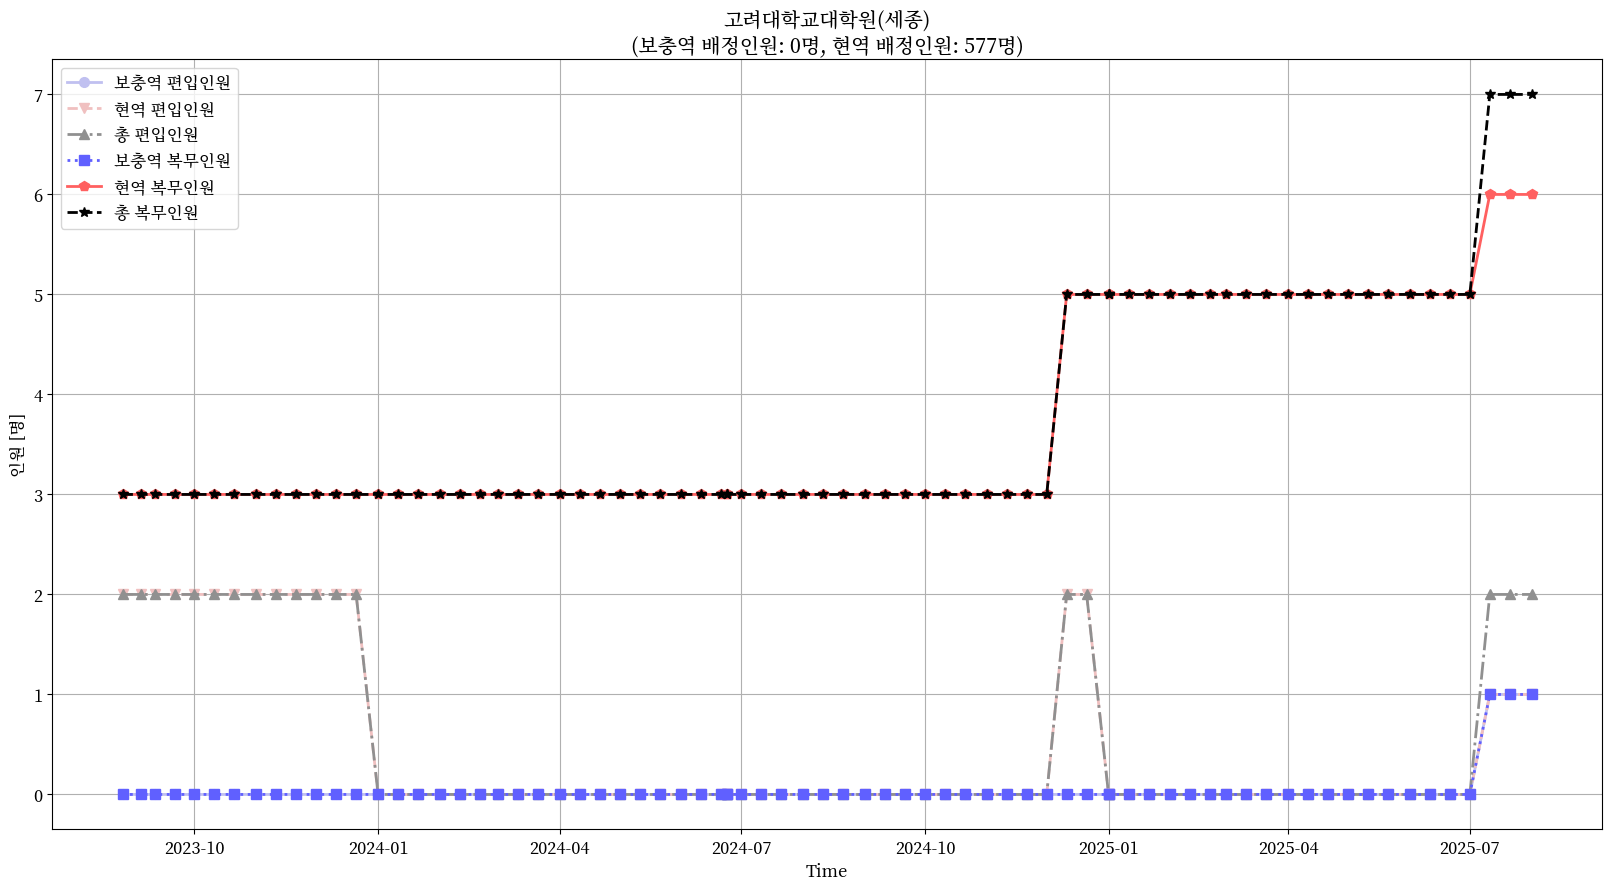 고려대학교대학원(세종)
(보충역 배정인원: 0명, 현역 배정인원: 577명)
보충역 편입인원
현역 편입인원
총 편입인원
보충역 복무인원
현역 복무인원
총 복무인원
인원 [명]
7
6
5
4
3
2
1
0
2023-10
2024-01
2024-04
2024-07
2024-10
2025-01
2025-04
2025-07
Time